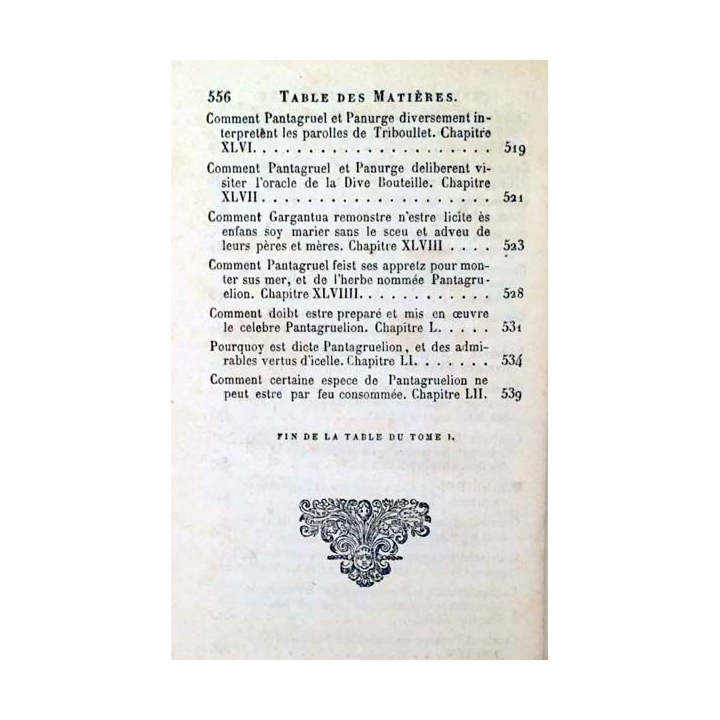 556 TABLE DES MATIÈRES.
Comment Pantagruel et Panurge diversement in-
terpretênt les parolles de Triboullet. Chapitre
XLVI. . . . . . . . . . . . . . . . . . . . . . 519
Comment Pantagruel et Panurge deliberent vi-
siter l'oracle de la Dive Bouteille. Chapitre
XLVII . . . . . . . . . . . . . . . . . . . . . 521
Comment Gargantua remonstre n'estre licite ès
enfans soy marier sans le sceu et adveu de
leurs pères et mères. Chapitre XLVIII . . . . 523
Comment Pantagruel feist ses appretz pour mon-
ter sus mer, et de l'herbe nommée Pantagru-
elion. Chapitre XLVIIII. . . . . . . . . . . . 528
Comment doibt estre preparé et mis en œuvre
le celebre Pantagruelion. Chapitre L. . . . . 531
Pourquoy est dicte Pantagruelion, et des admi-
rables vertus d'icelle. Chapitre LI. . . . . . 534
Comment certaine espece de Pantagruelion ne
peut estre par feu consommée. Chapitre LII. 539
FIN DE LA TABLE DU TOME I.